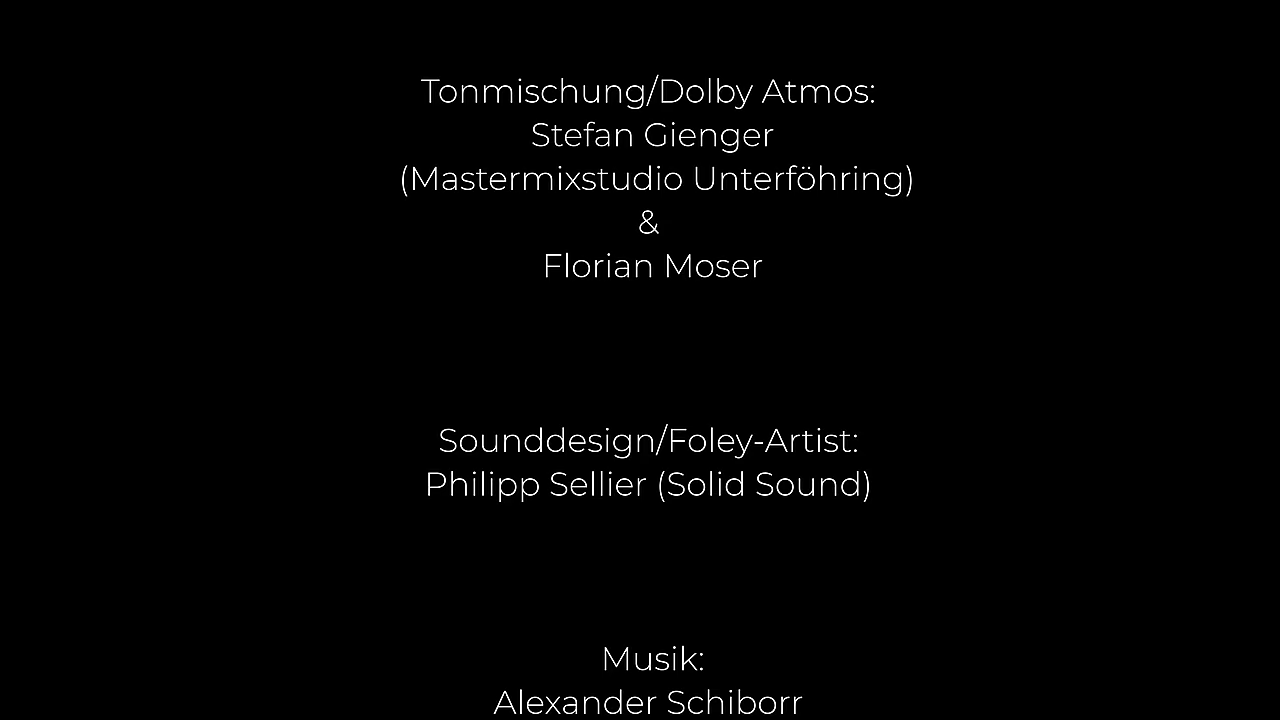 Tonmischung/Dolby Atmos:
Stefan Gienger
(Mastermixstudio Unterföhring)
&
Florian Moser
Sounddesign/Foley-Artist:
Philipp Sellier (Solid Sound)
Musik:
Alexander Schiborr